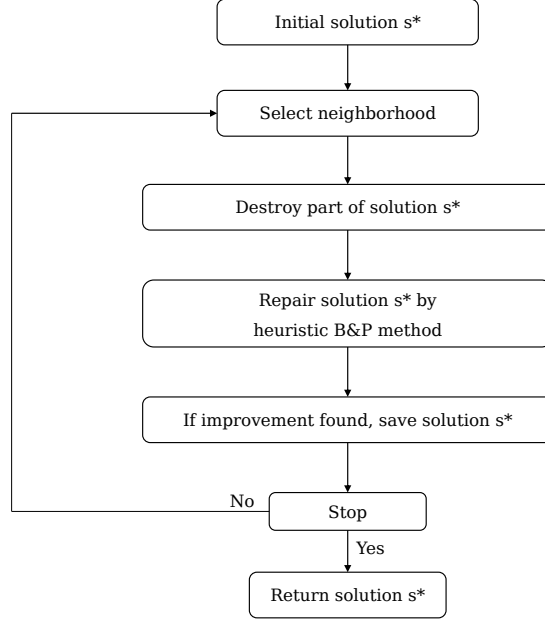 Initial solution s*
Select neighborhood
Destroy part of solution s*
Repair solution s* by
heuristic B&P method
If improvement found, save solution s*
No
Stop
Yes
Return solution s*